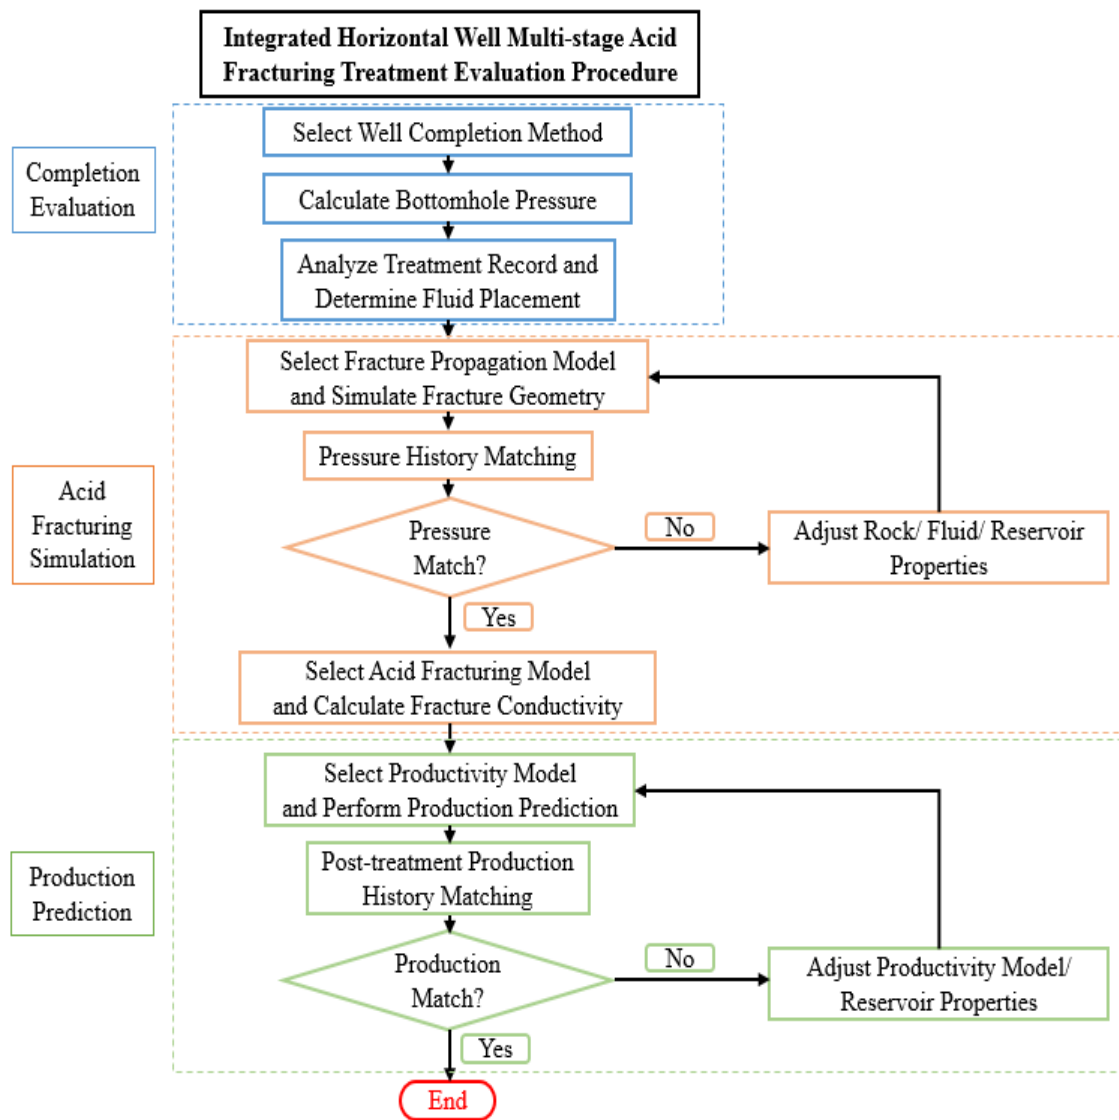 Integrated Horizontal Well Multi-stage Acid
Fracturing Treatment Evaluation Procedure
Completion
Evaluation
Select Well Completion Method
Calculate Bottomhole Pressure
Analyze Treatment Record and
Determine Fluid Placement
Acid
Fracturing
Simulation
Select Fracture Propagation Model
and Simulate Fracture Geometry
Pressure History Matching
Pressure
Match?
No
Adjust Rock/ Fluid/ Reservoir
Properties
Yes
Select Acid Fracturing Model
and Calculate Fracture Conductivity
Production
Prediction
Select Productivity Model
and Perform Production Prediction
Post-treatment Production
History Matching
Production
Match?
No
Adjust Productivity Model/
Reservoir Properties
Yes
End